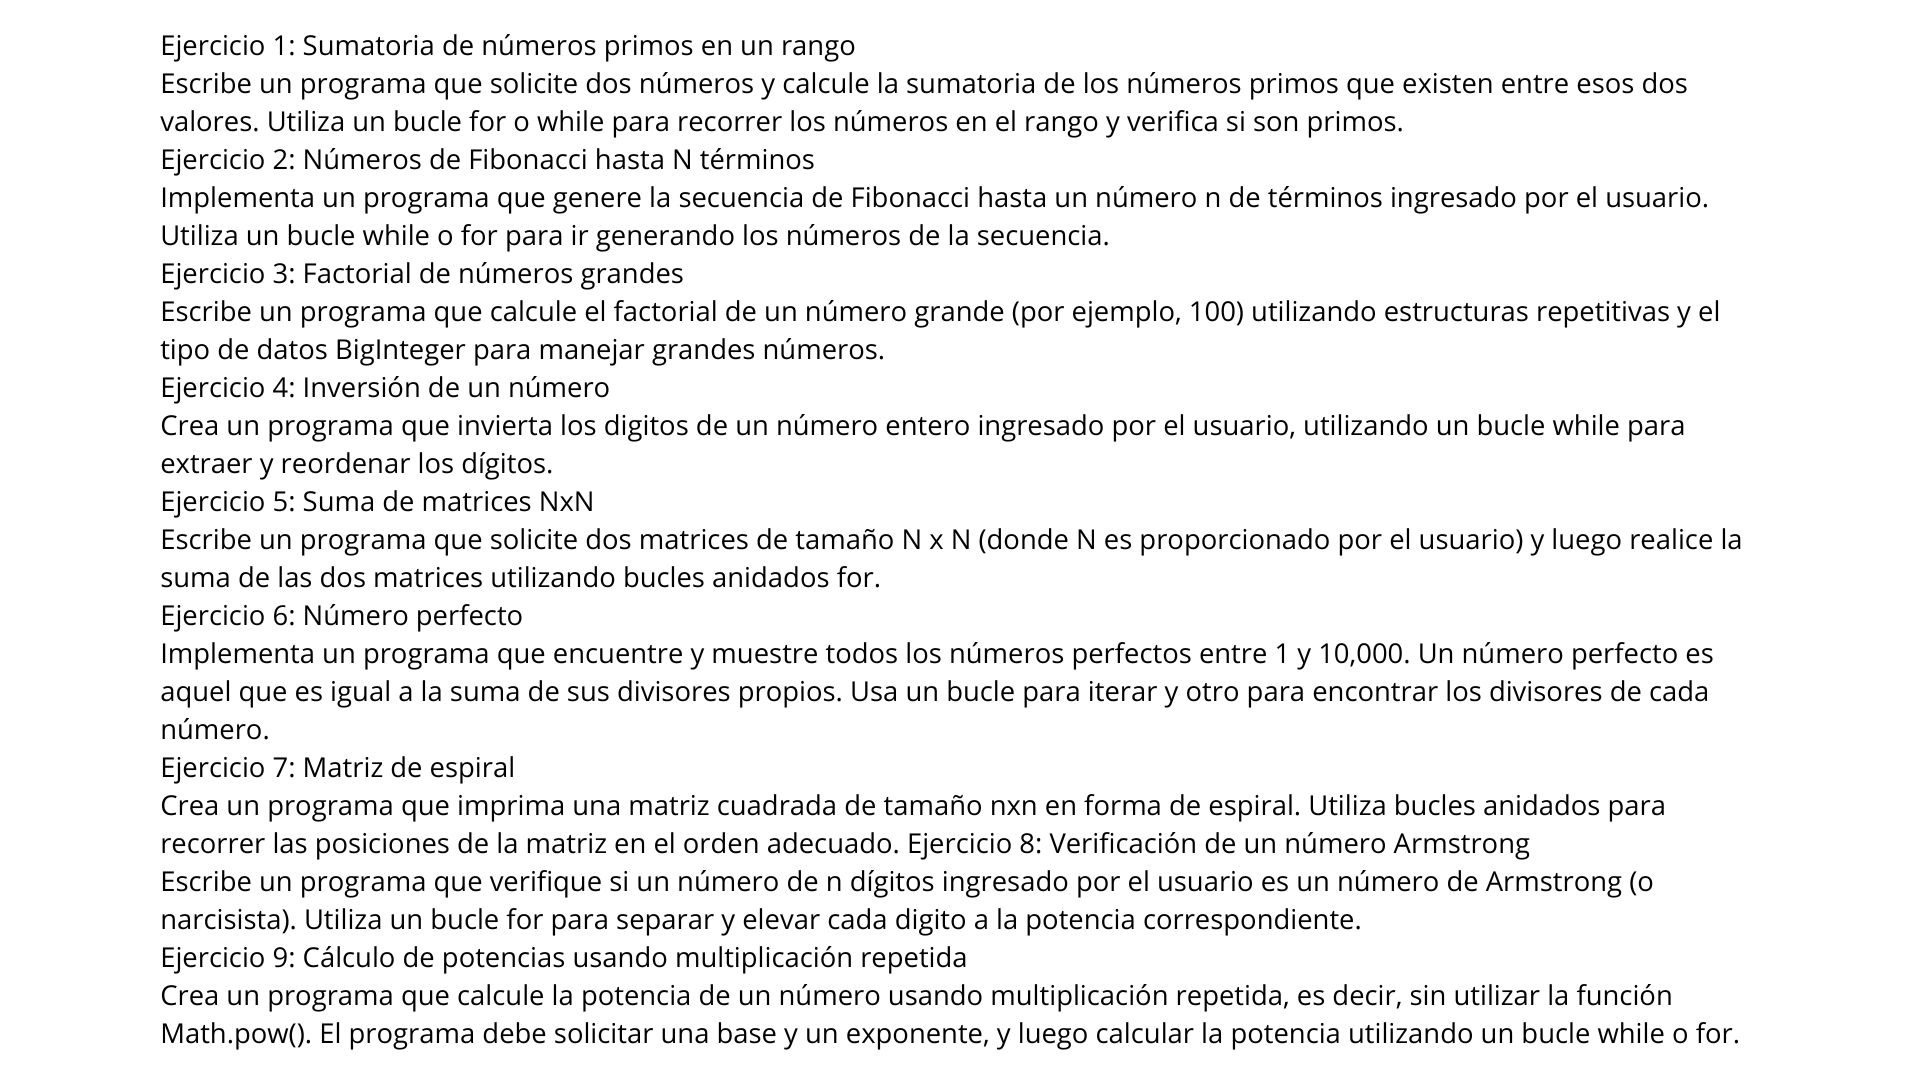 Ejercicio 1: Sumatoria de números primos en un rango
Escribe un programa que solicite dos números y calcule la sumatoria de los números primos que existen entre esos dos
valores. Utiliza un bucle for o while para recorrer los números en el rango y verifica si son primos.
Ejercicio 2: Números de Fibonacci hasta N términos
Implementa un programa que genere la secuencia de Fibonacci hasta un número n de términos ingresado por el usuario.
Utiliza un bucle while o for para ir generando los números de la secuencia.
Ejercicio 3: Factorial de números grandes
Escribe un programa que calcule el factorial de un número grande (por ejemplo, 100) utilizando estructuras repetitivas y el
tipo de datos BigInteger para manejar grandes números.
Ejercicio 4: Inversión de un número
Crea un programa que invierta los digitos de un número entero ingresado por el usuario, utilizando un bucle while para
extraer y reordenar los dígitos.
Ejercicio 5: Suma de matrices NxN
Escribe un programa que solicite dos matrices de tamaño N x N (donde N es proporcionado por el usuario) y luego realice la
suma de las dos matrices utilizando bucles anidados for.
Ejercicio 6: Número perfecto
Implementa un programa que encuentre y muestre todos los números perfectos entre 1 y 10,000. Un número perfecto es
aquel que es igual a la suma de sus divisores propios. Usa un bucle para iterar y otro para encontrar los divisores de cada
número.
Ejercicio 7: Matriz de espiral
Crea un programa que imprima una matriz cuadrada de tamaño nxn en forma de espiral. Utiliza bucles anidados para
recorrer las posiciones de la matriz en el orden adecuado. Ejercicio 8: Verificación de un número Armstrong
Escribe un programa que verifique si un número de n dígitos ingresado por el usuario es un número de Armstrong (o
narcisista). Utiliza un bucle for para separar y elevar cada digito a la potencia correspondiente.
Ejercicio 9: Cálculo de potencias usando multiplicación repetida
Crea un programa que calcule la potencia de un número usando multiplicación repetida, es decir, sin utilizar la función
Math.pow(). El programa debe solicitar una base y un exponente, y luego calcular la potencia utilizando un bucle while o for.